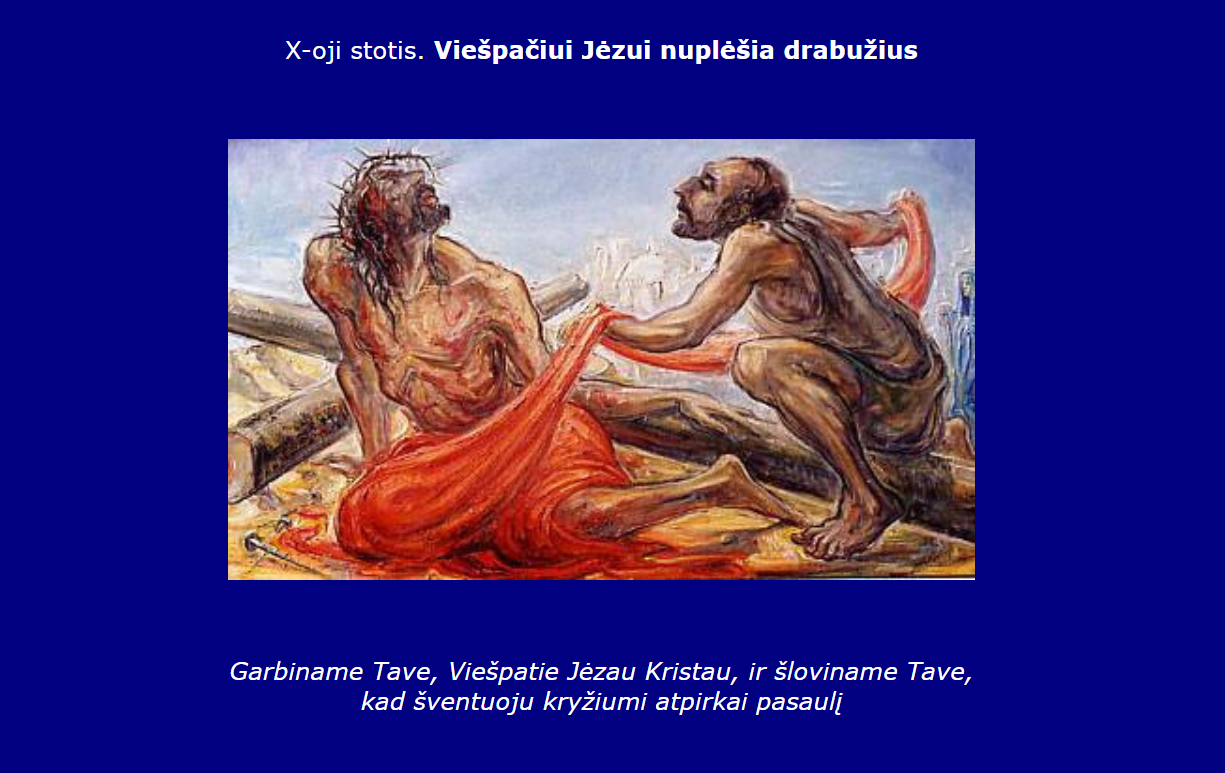 X-oji stotis. Viešpačiui Jėzui nuplėšia drabužius
Garbiname Tave, Viešpatie Jėzau Kristau, ir šloviname Tave,
kad šventuoju kryžiumi atpirkai pasaulį